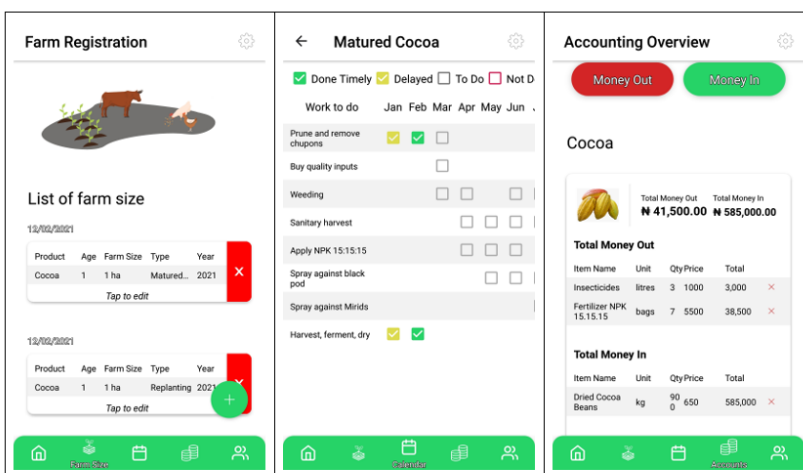 Farm Registration
List of farm size
12/02/2021
Product Age Farm Size Type Year
Cocoa 1 1 ha Matured... 2021 X
Tap to edit
12/02/2021
Product Age Farm Size Type Year
Cocoa 1 1 ha Replanting 2021
Tap to edit
+
Farm Size
← Matured Cocoa
Done Timely Delayed To Do Not D
Work to do Jan Feb Mar Apr May Jun
Prune and remove
chupons
Buy quality inputs
Weeding
Sanitary harvest
Apply NPK 15:15:15
Spray against black
pod
Spray against Mirids
Harvest, ferment, dry
Calendar
Accounting Overview
Money Out Money In
Cocoa
Total Money Out Total Money In
₦ 41,500.00 ₦ 585,000.00
Total Money Out
Item Name Unit Qty Price Total
Insecticides litres 3 1000 3,000 ×
Fertilizer NPK
15.15.15 bags 7 5500 38,500 ×
Total Money In
Item Name Unit Qty Price Total
Dried Cocoa
Beans kg 90
0 650 585,000 ×
Accounts